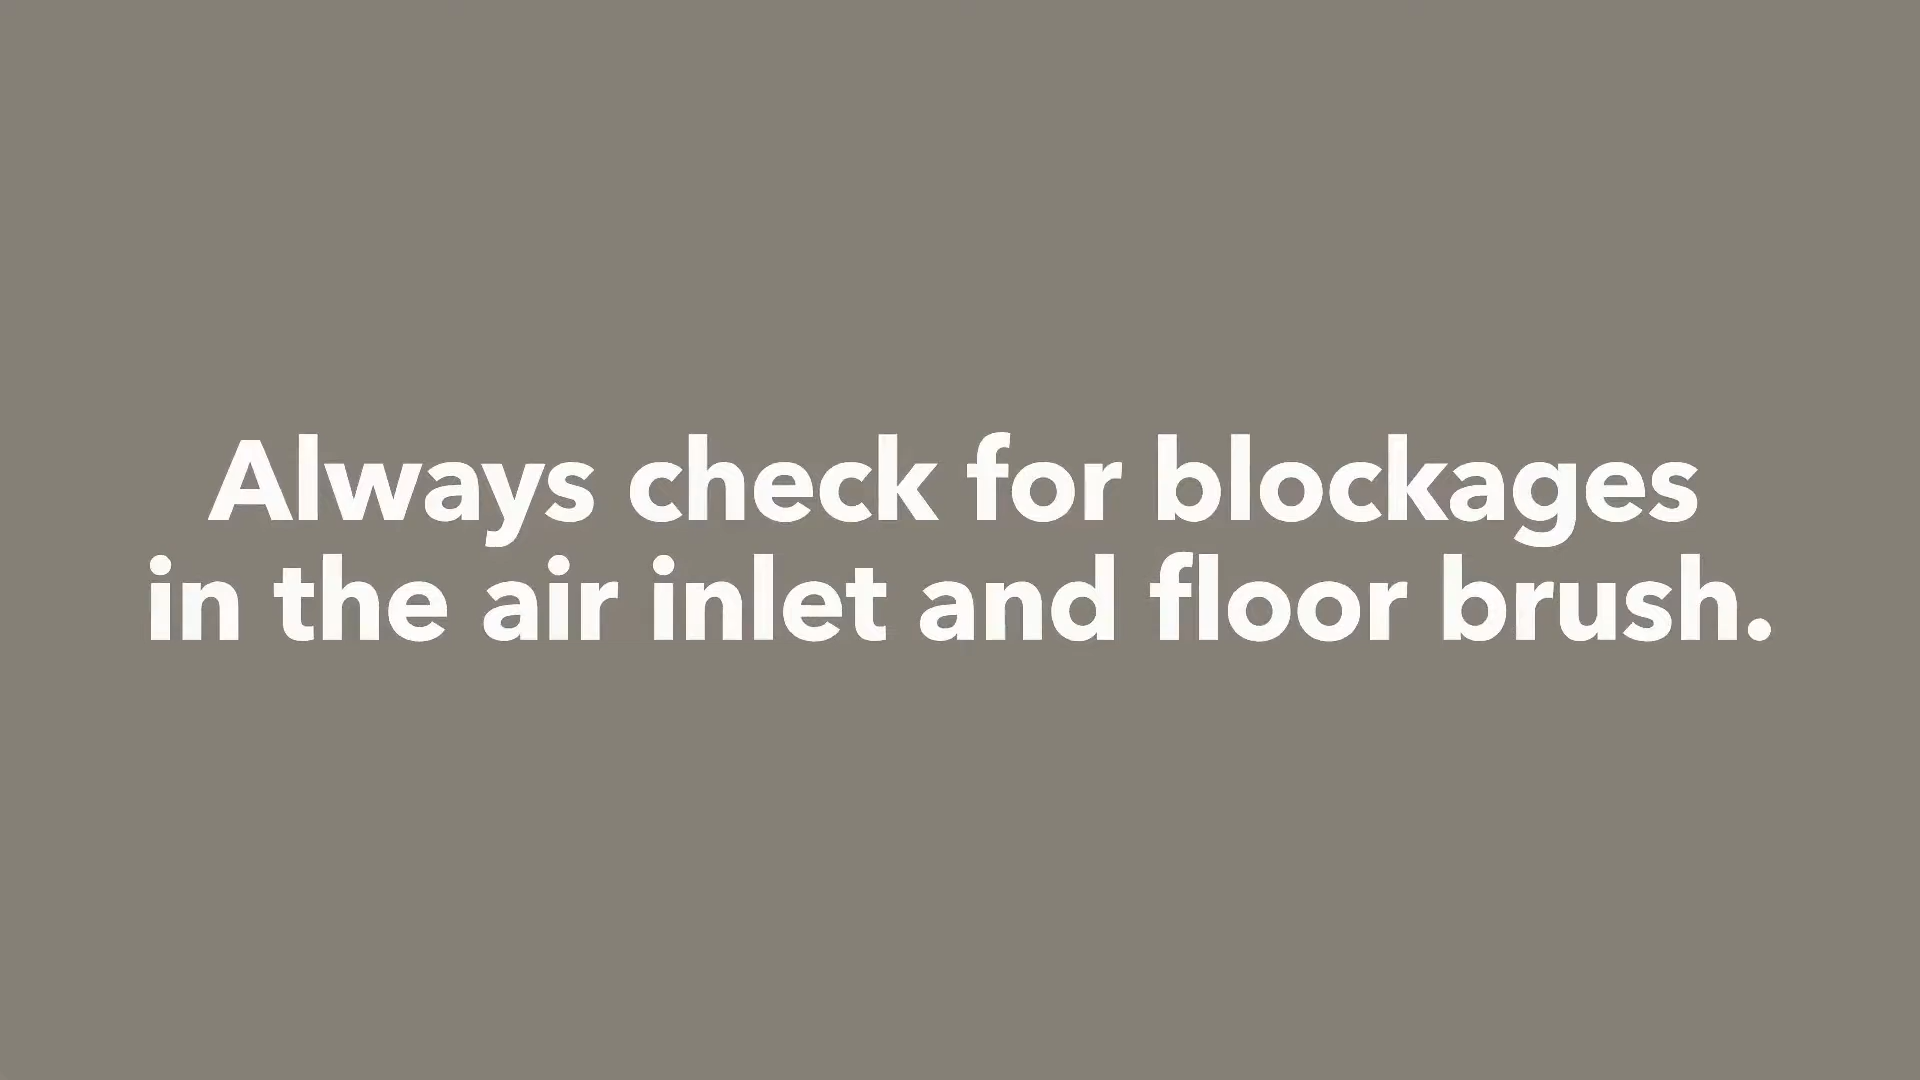 Always check for blockages
in the air inlet and floor brush.